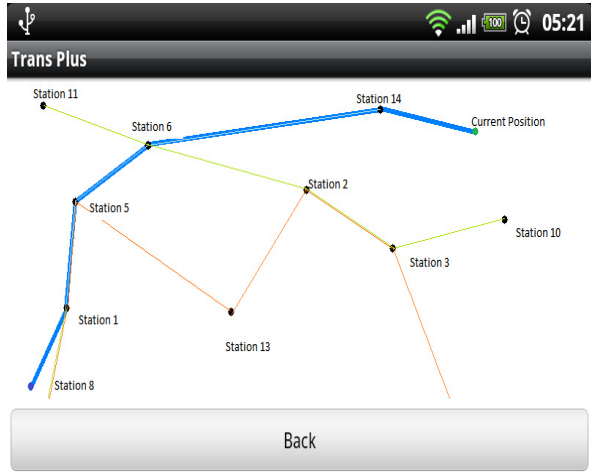 100 05:21
Trans Plus
Station 11
Station 14
Station 6
Current Position
Station 2
Station 5
Station 10
Station 3
Station 1
Station 13
Station 8
Back